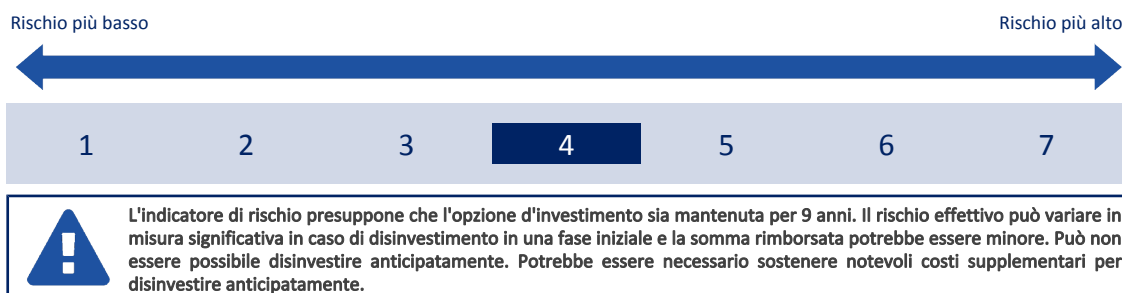 Rischio più basso Rischio più alto
1 2 3 4 5 6 7
L'indicatore di rischio presuppone che l'opzione d'investimento sia mantenuta per 9 anni. Il rischio effettivo può variare in
misura significativa in caso di disinvestimento in una fase iniziale e la somma rimborsata potrebbe essere minore. Può non
essere possibile disinvestire anticipatamente. Potrebbe essere necessario sostenere notevoli costi supplementari per
disinvestire anticipatamente.